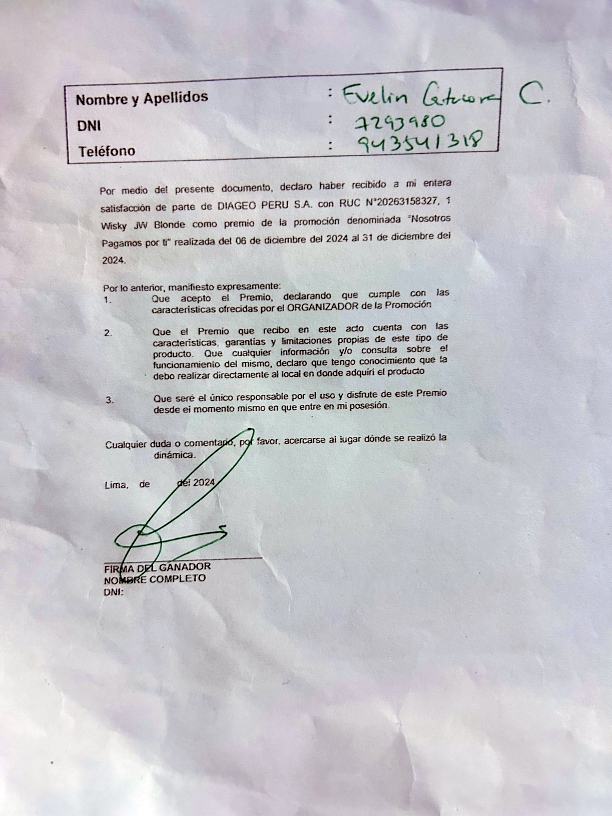 Nombre y Apellidos : Evelin Catacora C.
DNI : 7293980
Teléfono : 943541318
Por medio del presente documento, declaro haber recibido a mi entera
satisfacción de parte de DIAGEO PERU S.A. con RUC N°20263158327, 1
Wisky JW Blonde como premio de la promoción denominada "Nosotros
Pagamos por ti" realizada del 06 de diciembre del 2024 al 31 de diciembre del
2024.
Por lo anterior, manifiesto expresamente:
1. Que acepto el Premio, declarando que cumple con las
características ofrecidas por el ORGANIZADOR de la Promoción
2. Que el Premio que recibo en este acto cuenta con las
características, garantías y limitaciones propias de este tipo de
producto. Que cualquier información y/o consulta sobre el
funcionamiento del mismo, declaro que tengo conocimiento que la
debo realizar directamente al local en donde adquirí el producto
3. Que seré el único responsable por el uso y disfrute de este Premio
desde el momento mismo en que entre en mi posesión.
Cualquier duda o comentario, por favor, acercarse al lugar dónde se realizó la
dinámica.
Lima, de del 2024
FIRMA DEL GANADOR
NOMBRE COMPLETO
DNI: